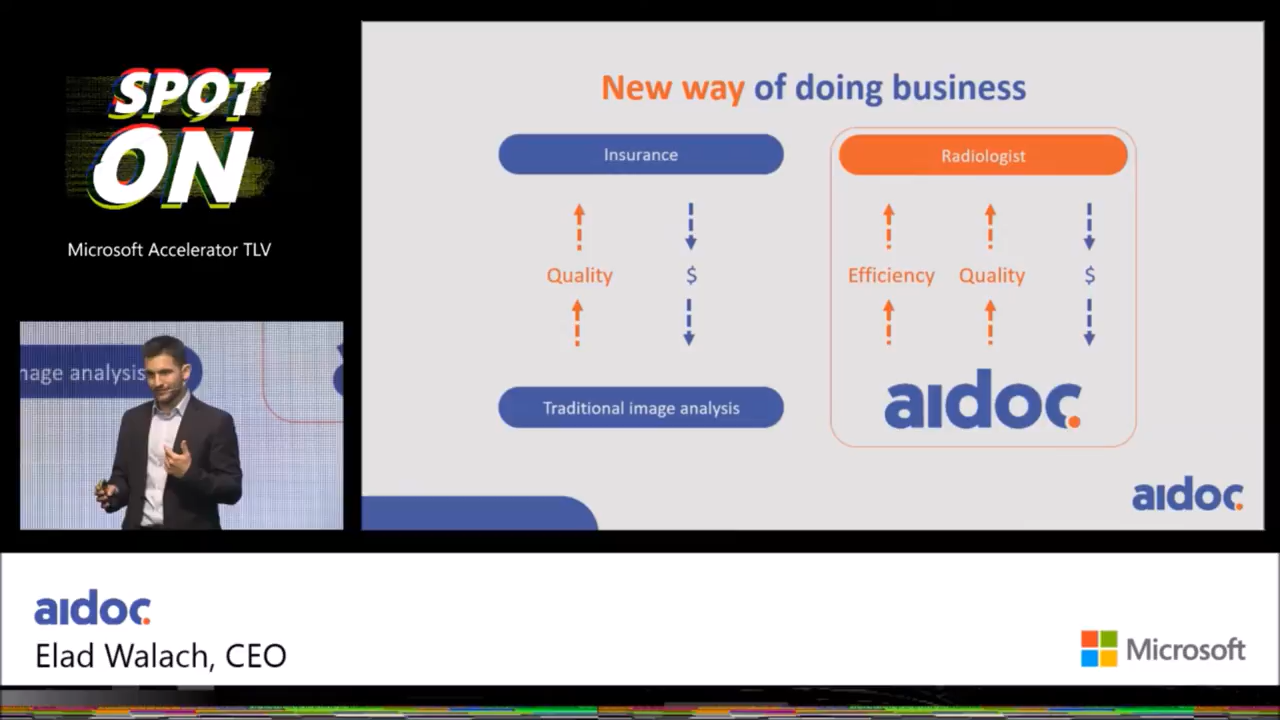 SPOT
ON
Microsoft Accelerator TLV
New way of doing business
Insurance
Radiologist
Quality
$
Efficiency
Quality
$
Traditional image analysis
aidoc.
aidoc.
mage analysis
aidoc.
Elad Walach, CEO
Microsoft